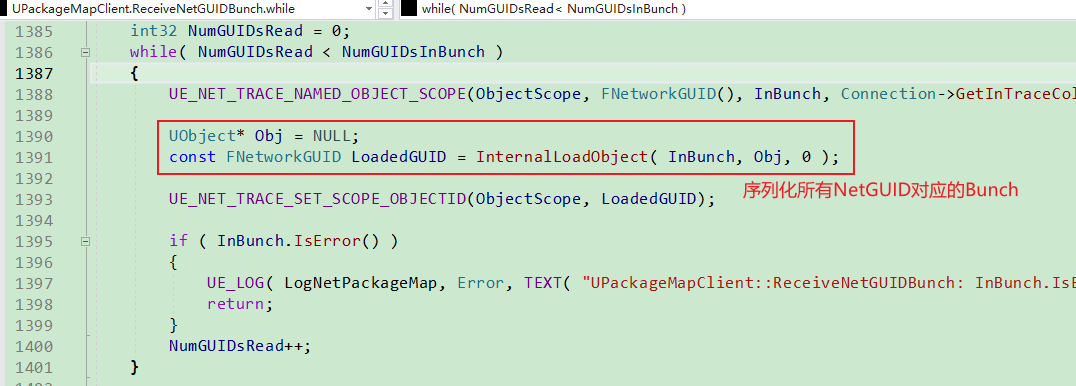 UPackageMapClient.ReceiveNetGUIDBunch.while
while( NumGUIDsRead < NumGUIDsInBunch )
1385 int32 NumGUIDsRead = 0;
1386 while( NumGUIDsRead < NumGUIDsInBunch )
1387 {
1388 UE_NET_TRACE_NAMED_OBJECT_SCOPE(ObjectScope, FNetworkGUID(), InBunch, Connection->GetInTraceCol
1389
1390 UObject* Obj = NULL;
1391 const FNetworkGUID LoadedGUID = InternalLoadObject( InBunch, Obj, 0 );
1392
序列化所有NetGUID对应的Bunch
1393 UE_NET_TRACE_SET_SCOPE_OBJECTID(ObjectScope, LoadedGUID);
1394
1395 if ( InBunch.IsError() )
1396 {
1397 UE_LOG( LogNetPackageMap, Error, TEXT( "UPackageMapClient::ReceiveNetGUIDBunch: InBunch.IsE
1398 return;
1399 }
1400 NumGUIDsRead++;
1401 }